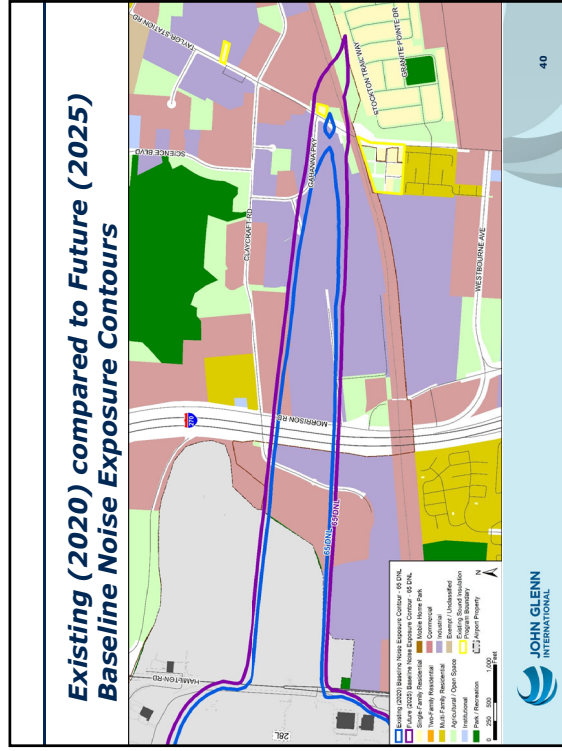 Existing (2020) compared to Future (2025)
Baseline Noise Exposure Contours
TAYLOR STATION RD
SCIENCE BLVD
STOCKTON TRAIL WAY
GRANITE POINTE DR
GAHANNA PKY
CLAYCRAFT RD
WESTBOURNE AVE
270
MORRISON RD
65 DNL
65 DNL
HAMILTON RD
28L
Existing (2020) Baseline Noise Exposure Contour - 65 DNL
Future (2025) Baseline Noise Exposure Contour - 65 DNL
Single-Family Residential
Two-Family Residential
Multi-Family Residential
Agricultural / Open Space
Institutional
Park / Recreation
Mobile Home Park
Commercial
Industrial
Exempt / Unclassified
Existing Sound Insulation
Program Boundary
Airport Property
0 250 500 1,000
Feet
N
JOHN GLENN
INTERNATIONAL
40